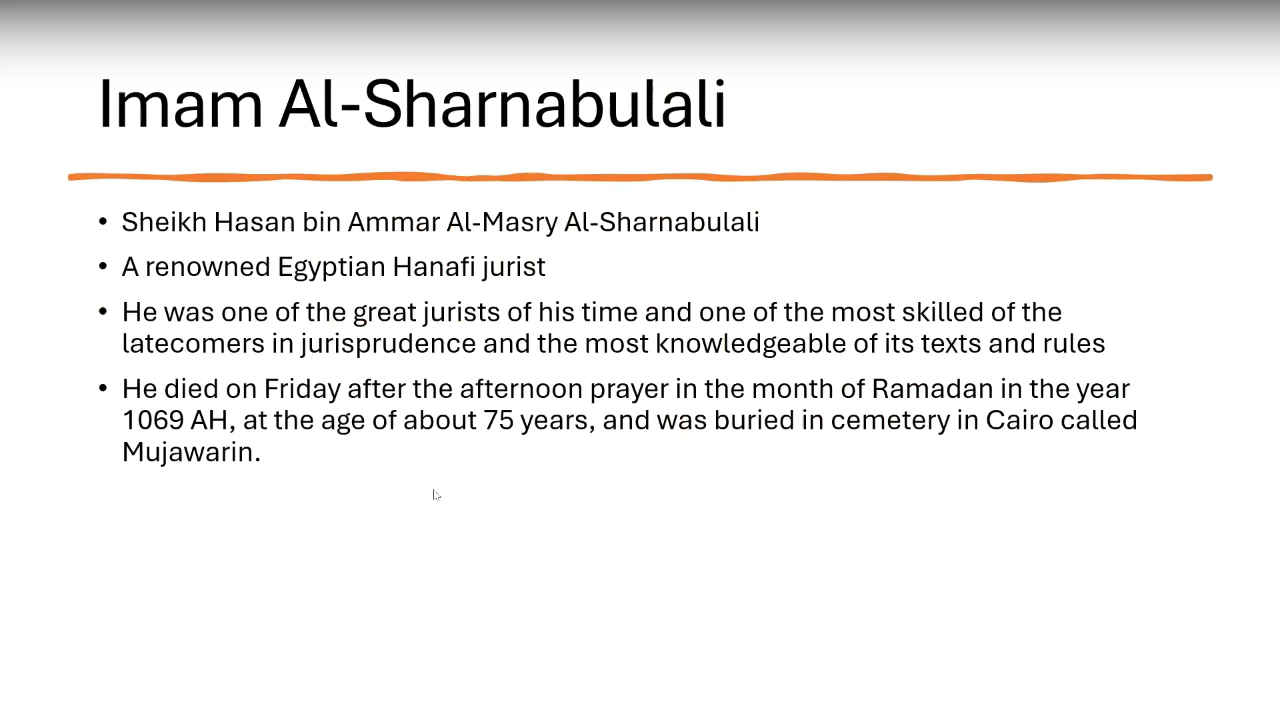 Imam Al-Sharnabulali
• Sheikh Hasan bin Ammar Al-Masry Al-Sharnabulali
• A renowned Egyptian Hanafi jurist
• He was one of the great jurists of his time and one of the most skilled of the
latecomers in jurisprudence and the most knowledgeable of its texts and rules
• He died on Friday after the afternoon prayer in the month of Ramadan in the year
1069 AH, at the age of about 75 years, and was buried in cemetery in Cairo called
Mujawarin.